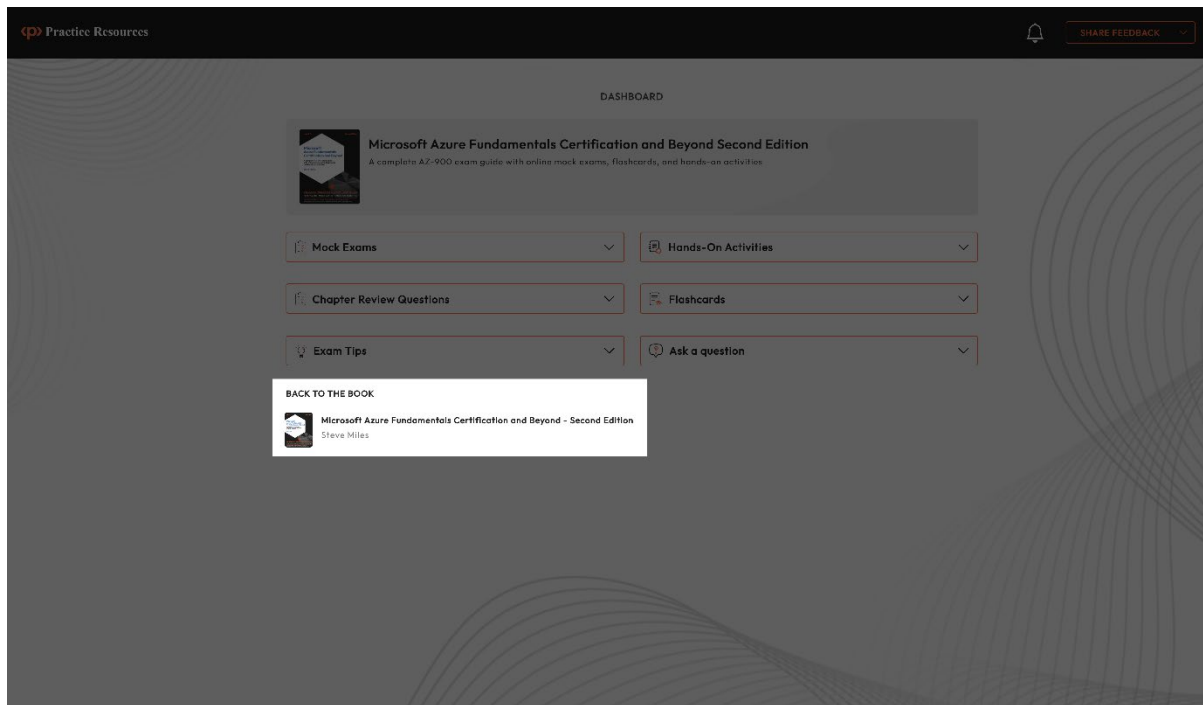 <p> Practice Resources
SHARE FEEDBACK
DASHBOARD
Microsoft Azure Fundamentals Certification and Beyond Second Edition
A complete AZ-900 exam guide with online mock exams, flashcards, and hands-on activities
Mock Exams
Hands-On Activities
Chapter Review Questions
Flashcards
Exam Tips
Ask a question
BACK TO THE BOOK
Microsoft Azure Fundamentals Certification and Beyond - Second Edition
Steve Miles